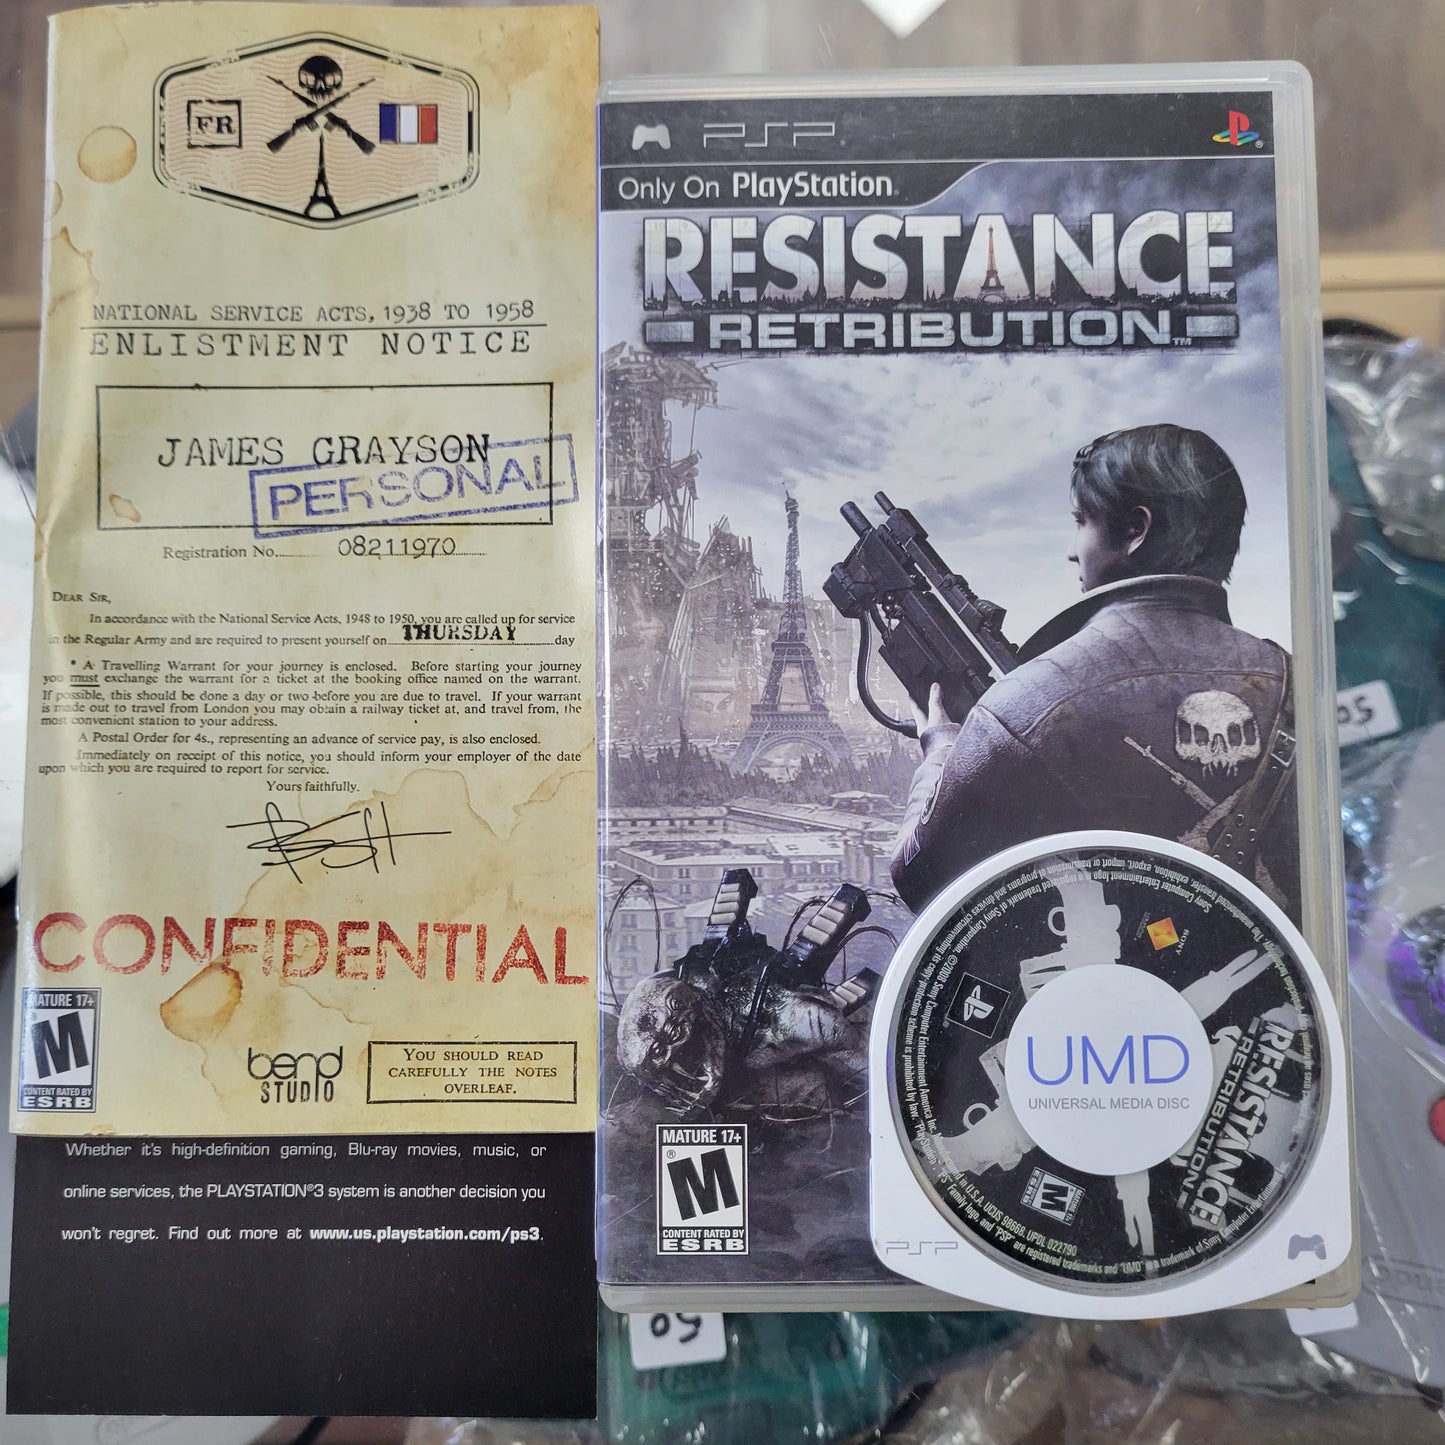 FR
NATIONAL SERVICE ACTS, 1938 TO 1958
ENLISTMENT NOTICE
JAMES GRAYSON
PERSONAL
Registration No. 08211970
DEAR SIR,
In accordance with the National Service Acts, 1948 to 1950, you are called up for service
in the Regular Army and are required to present yourself on THURSDAY day
* A Travelling Warrant for your journey is enclosed. Before starting your journey
you must exchange the warrant for a ticket at the booking office named on the warrant.
If possible, this should be done a day or two before you are due to travel. If your warrant
is made out to travel from London you may obtain a railway ticket at, and travel from, the
most convenient station to your address.
A Postal Order for 4s., representing an advance of service pay, is also enclosed.
Immediately on receipt of this notice, you should inform your employer of the date
upon which you are required to report for service.
Yours faithfully.
CONFIDENTIAL
MATURE 17+
M
CONTENT RATED BY
ESRB
bend
STUDIO
YOU SHOULD READ
CAREFULLY THE NOTES
OVERLEAF.
Whether it's high-definition gaming, Blu-ray movies, music, or
online services, the PLAYSTATION®3 system is another decision you
won't regret. Find out more at www.us.playstation.com/ps3.
PSP
Only On PlayStation®
RESISTANCE
RETRIBUTION™
MATURE 17+
M
CONTENT RATED BY
ESRB
UMD
UNIVERSAL MEDIA DISC
RESISTANCE
RETRIBUTION
SONY
PSP
50
50